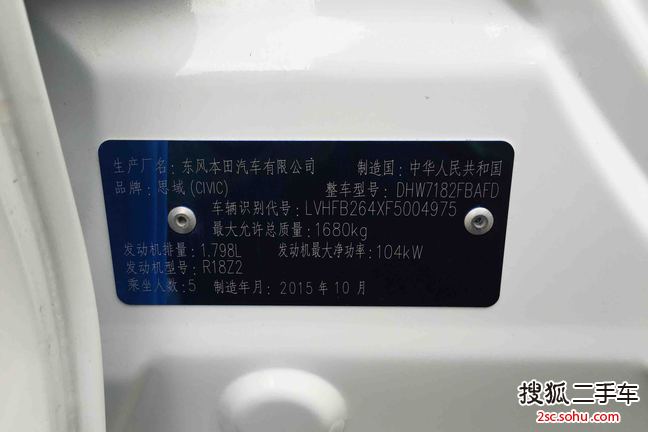 生产厂名：东风本田汽车有限公司 制造国：中华人民共和国
品牌：思域(CIVIC) 整车型号：DHW7182FBAFD
车辆识别代号：LVHFB264XF5004975
最大允许总质量：1680kg
发动机排量：1.798L 发动机最大净功率：104kW
发动机型号：R18Z2
乘坐人数：5 制造年月：2015年10月
搜狐二手车
2sc.sohu.com